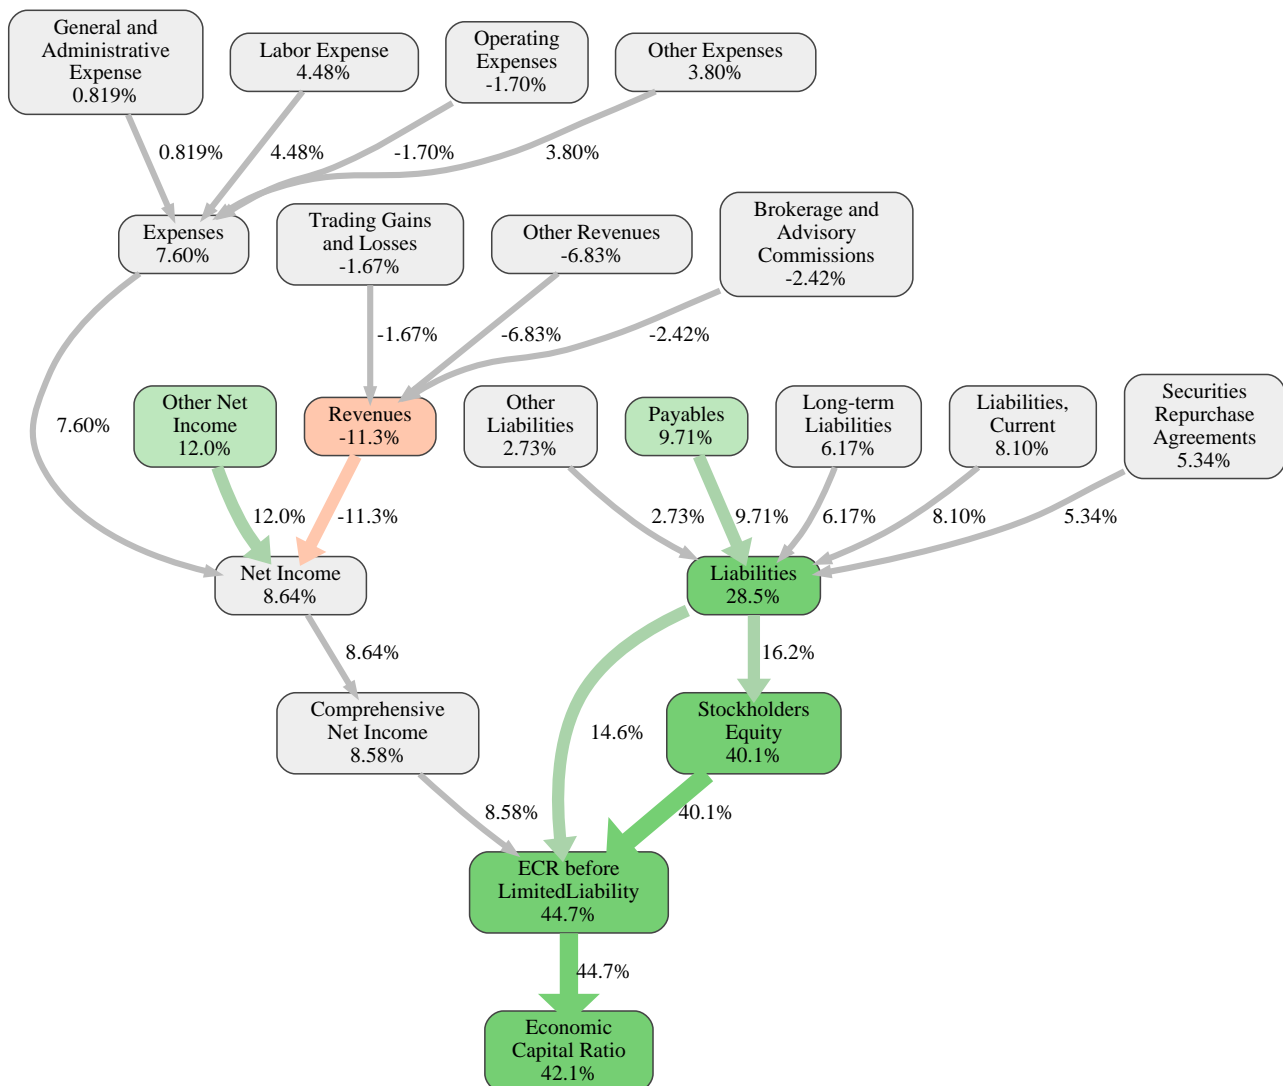 General and
Administrative
Expense
0.819%
Labor Expense
4.48%
Operating
Expenses
-1.70%
Other Expenses
3.80%
0.819%
4.48%
-1.70%
3.80%
Expenses
7.60%
Trading Gains
and Losses
-1.67%
Other Revenues
-6.83%
Brokerage and
Advisory
Commissions
-2.42%
-1.67%
-6.83%
-2.42%
7.60%
Other Net
Income
12.0%
Revenues
-11.3%
Other
Liabilities
2.73%
Payables
9.71%
Long-term
Liabilities
6.17%
Liabilities,
Current
8.10%
Securities
Repurchase
Agreements
5.34%
12.0%
-11.3%
2.73%
9.71%
6.17%
8.10%
5.34%
Net Income
8.64%
Liabilities
28.5%
8.64%
16.2%
Comprehensive
Net Income
8.58%
14.6%
Stockholders
Equity
40.1%
8.58%
40.1%
ECR before
LimitedLiability
44.7%
44.7%
Economic
Capital Ratio
42.1%